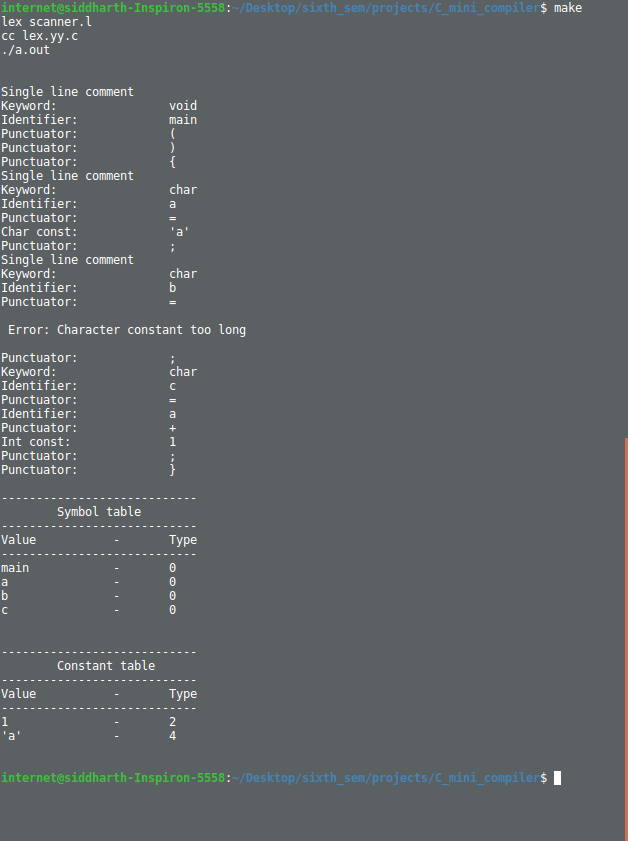 internet@siddharth-Inspiron-5558:~/Desktop/sixth_sem/projects/C_mini_compiler$ make
lex scanner.l
cc lex.yy.c
./a.out
Single line comment
Keyword: void
Identifier: main
Punctuator: (
Punctuator: )
Punctuator: {
Single line comment
Keyword: char
Identifier: a
Punctuator: =
Char const: 'a'
Punctuator: ;
Single line comment
Keyword: char
Identifier: b
Punctuator: =
Error: Character constant too long
Punctuator: ;
Keyword: char
Identifier: c
Punctuator: =
Identifier: a
Punctuator: +
Int const: 1
Punctuator: ;
Punctuator: }
----------------------------
Symbol table
----------------------------
Value - Type
----------------------------
main - 0
a - 0
b - 0
c - 0
----------------------------
Constant table
----------------------------
Value - Type
----------------------------
1 - 2
'a' - 4
internet@siddharth-Inspiron-5558:~/Desktop/sixth_sem/projects/C_mini_compiler$